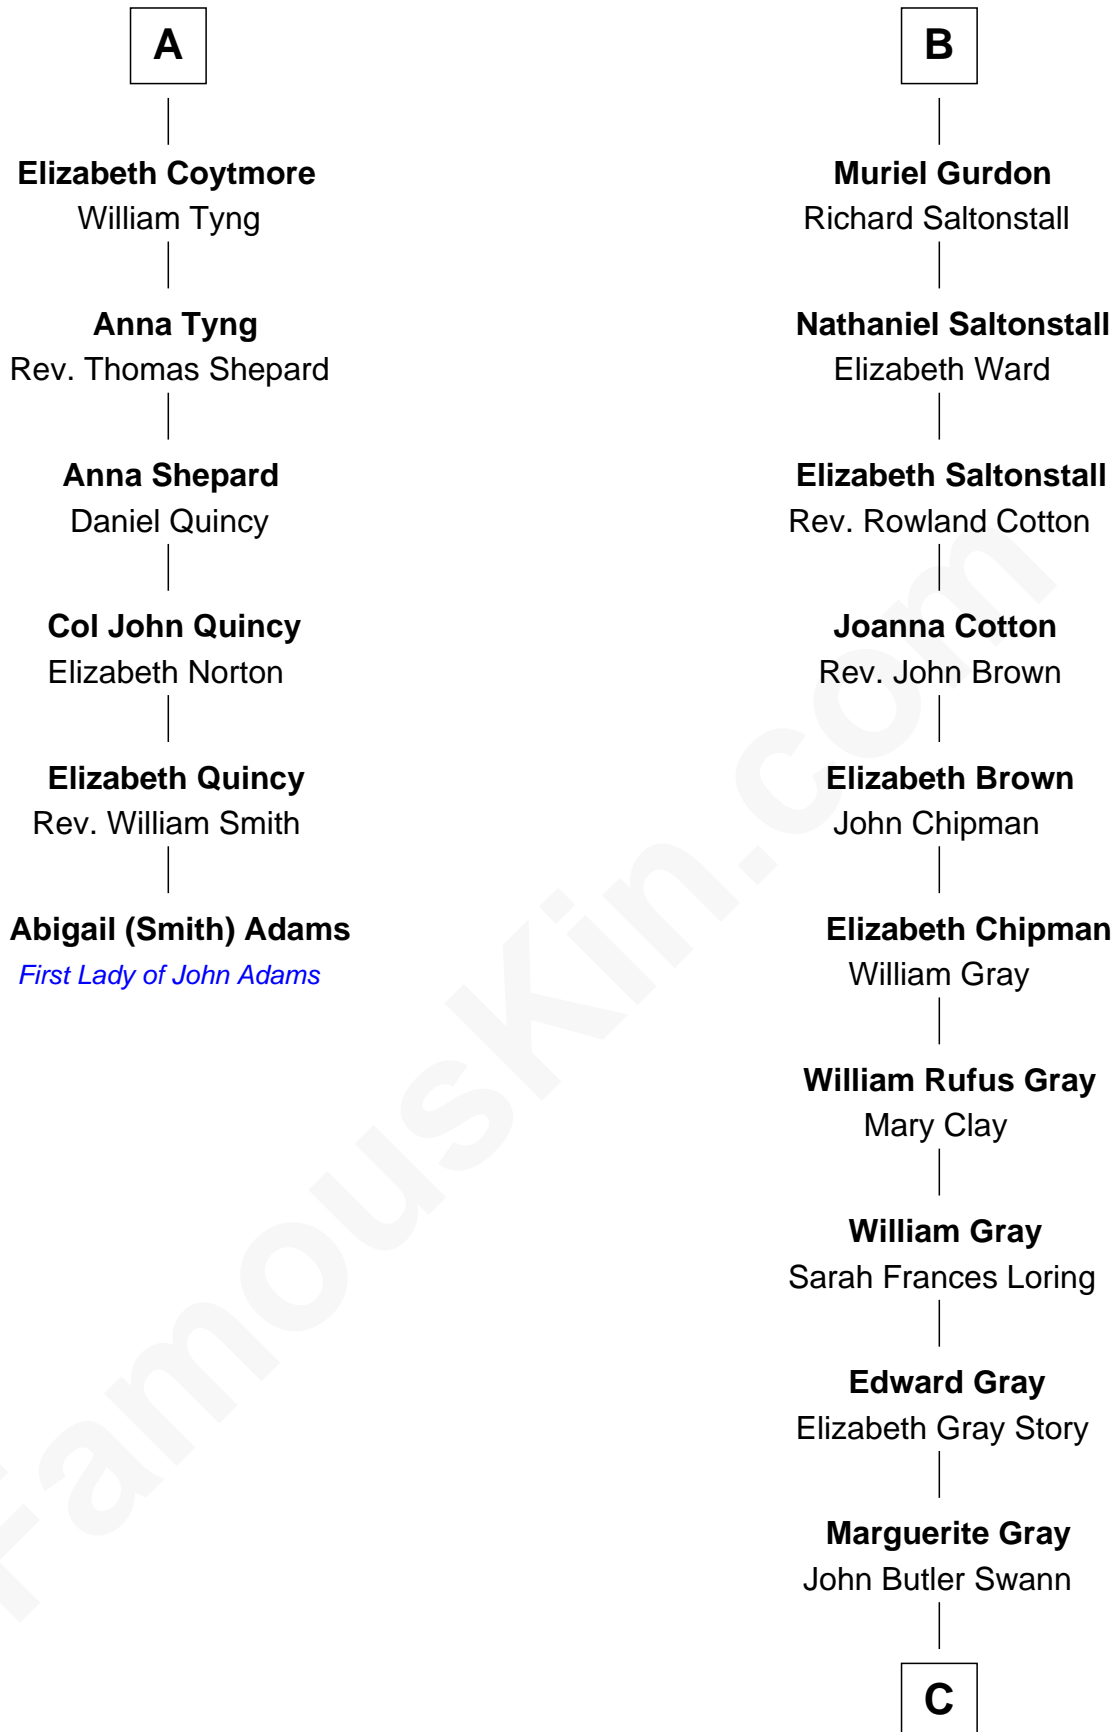 A
Elizabeth Coytmore
William Tyng
Anna Tyng
Rev. Thomas Shepard
Anna Shepard
Daniel Quincy
Col John Quincy
Elizabeth Norton
Elizabeth Quincy
Rev. William Smith
Abigail (Smith) Adams
First Lady of John Adams
B
Muriel Gurdon
Richard Saltonstall
Nathaniel Saltonstall
Elizabeth Ward
Elizabeth Saltonstall
Rev. Rowland Cotton
Joanna Cotton
Rev. John Brown
Elizabeth Brown
John Chipman
Elizabeth Chipman
William Gray
William Rufus Gray
Mary Clay
William Gray
Sarah Frances Loring
Edward Gray
Elizabeth Gray Story
Marguerite Gray
John Butler Swann
C
FamousKin.com